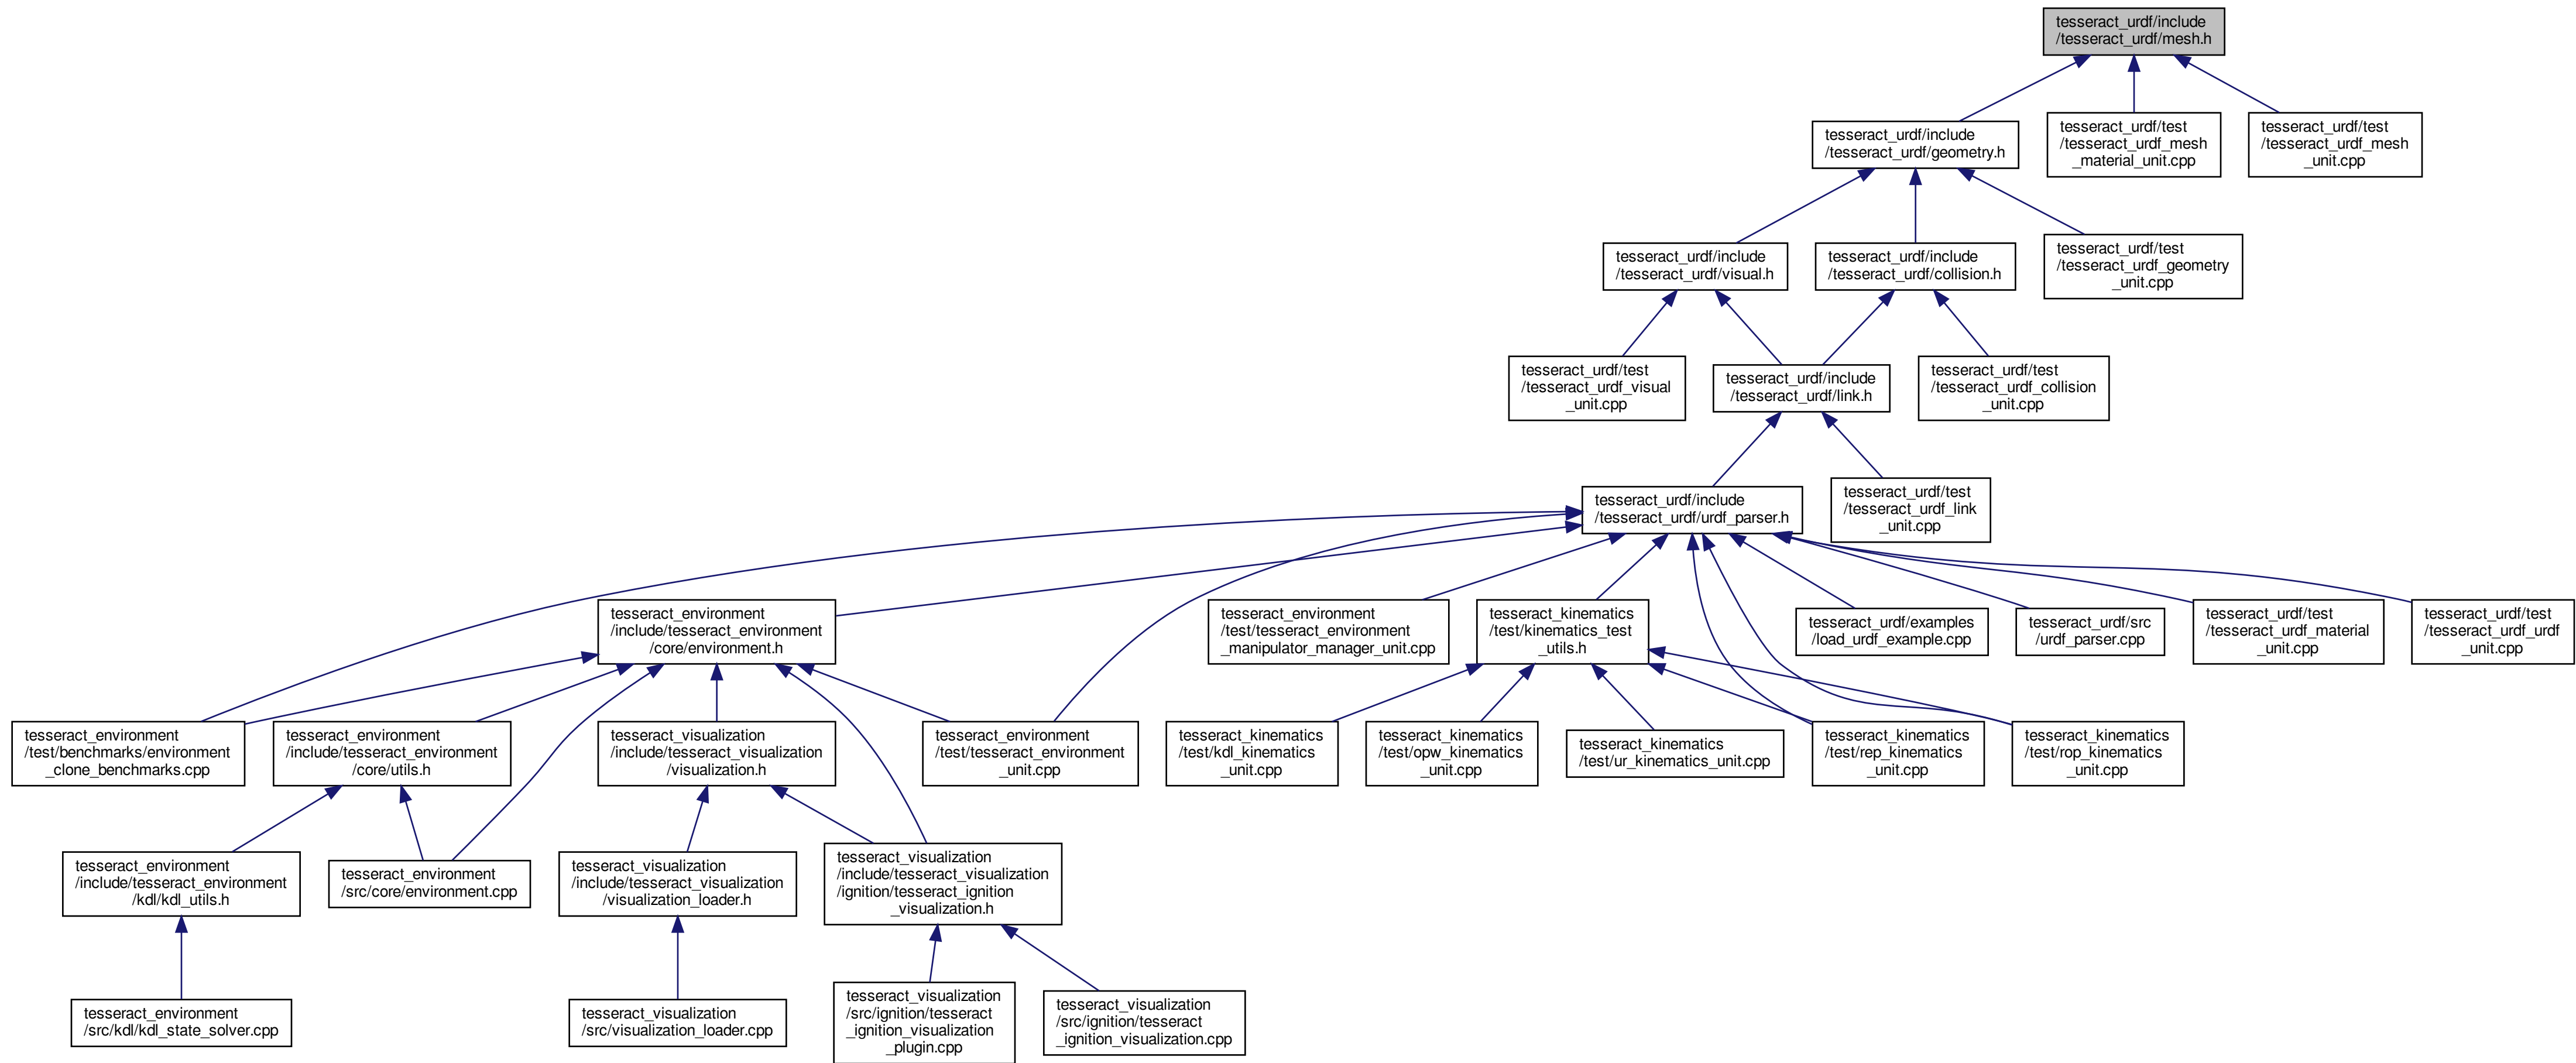 tesseract_urdf/include
/tesseract_urdf/mesh.h
tesseract_urdf/include
/tesseract_urdf/geometry.h
tesseract_urdf/test
/tesseract_urdf_mesh
_material_unit.cpp
tesseract_urdf/test
/tesseract_urdf_mesh
_unit.cpp
tesseract_urdf/include
/tesseract_urdf/visual.h
tesseract_urdf/include
/tesseract_urdf/collision.h
tesseract_urdf/test
/tesseract_urdf_geometry
_unit.cpp
tesseract_urdf/test
/tesseract_urdf_visual
_unit.cpp
tesseract_urdf/include
/tesseract_urdf/link.h
tesseract_urdf/test
/tesseract_urdf_collision
_unit.cpp
tesseract_urdf/include
/tesseract_urdf/urdf_parser.h
tesseract_urdf/test
/tesseract_urdf_link
_unit.cpp
tesseract_environment
/include/tesseract_environment
/core/environment.h
tesseract_environment
/test/tesseract_environment
_manipulator_manager_unit.cpp
tesseract_kinematics
/test/kinematics_test
_utils.h
tesseract_urdf/examples
/load_urdf_example.cpp
tesseract_urdf/src
/urdf_parser.cpp
tesseract_urdf/test
/tesseract_urdf_material
_unit.cpp
tesseract_urdf/test
/tesseract_urdf_urdf
_unit.cpp
tesseract_environment
/test/benchmarks/environment
_clone_benchmarks.cpp
tesseract_environment
/include/tesseract_environment
/core/utils.h
tesseract_visualization
/include/tesseract_visualization
/visualization.h
tesseract_environment
/test/tesseract_environment
_unit.cpp
tesseract_kinematics
/test/kdl_kinematics
_unit.cpp
tesseract_kinematics
/test/opw_kinematics
_unit.cpp
tesseract_kinematics
/test/ur_kinematics_unit.cpp
tesseract_kinematics
/test/rep_kinematics
_unit.cpp
tesseract_kinematics
/test/rop_kinematics
_unit.cpp
tesseract_environment
/include/tesseract_environment
/kdl/kdl_utils.h
tesseract_environment
/src/core/environment.cpp
tesseract_visualization
/include/tesseract_visualization
/visualization_loader.h
tesseract_visualization
/include/tesseract_visualization
/ignition/tesseract_ignition
_visualization.h
tesseract_environment
/src/kdl/kdl_state_solver.cpp
tesseract_visualization
/src/visualization_loader.cpp
tesseract_visualization
/src/ignition/tesseract
_ignition_visualization
_plugin.cpp
tesseract_visualization
/src/ignition/tesseract
_ignition_visualization.cpp